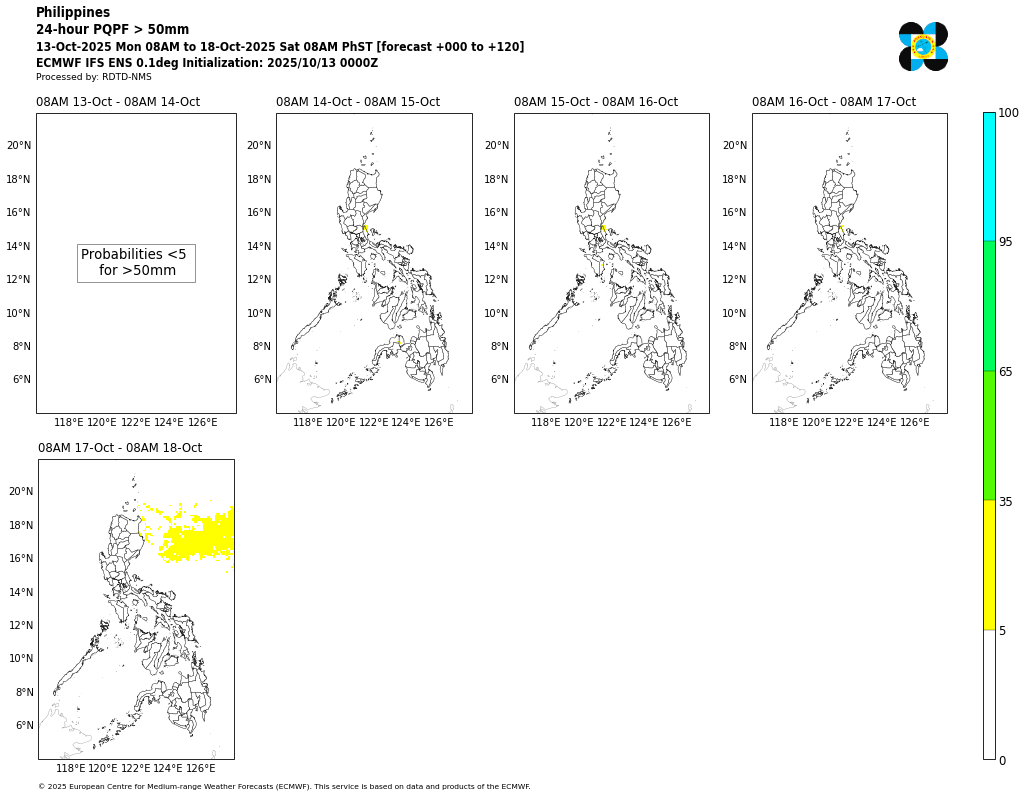 Philippines
24-hour PQPF > 50mm
13-Oct-2025 Mon 08AM to 18-Oct-2025 Sat 08AM PhST [forecast +000 to +120]
ECMWF IFS ENS 0.1deg Initialization: 2025/10/13 0000Z
Processed by: RDTD-NMS
08AM 13-Oct - 08AM 14-Oct
08AM 14-Oct - 08AM 15-Oct
08AM 15-Oct - 08AM 16-Oct
08AM 16-Oct - 08AM 17-Oct
20°N 20°N 20°N 20°N
18°N 18°N 18°N 18°N
16°N 16°N 16°N 16°N
14°N 14°N 14°N 14°N
12°N 12°N 12°N 12°N
10°N 10°N 10°N 10°N
8°N 8°N 8°N 8°N
6°N 6°N 6°N 6°N
Probabilities <5
for >50mm
118°E 120°E 122°E 124°E 126°E
118°E 120°E 122°E 124°E 126°E
118°E 120°E 122°E 124°E 126°E
118°E 120°E 122°E 124°E 126°E
100
95
65
35
5
0
08AM 17-Oct - 08AM 18-Oct
20°N
18°N
16°N
14°N
12°N
10°N
8°N
6°N
118°E 120°E 122°E 124°E 126°E
© 2025 European Centre for Medium-range Weather Forecasts (ECMWF). This service is based on data and products of the ECMWF.